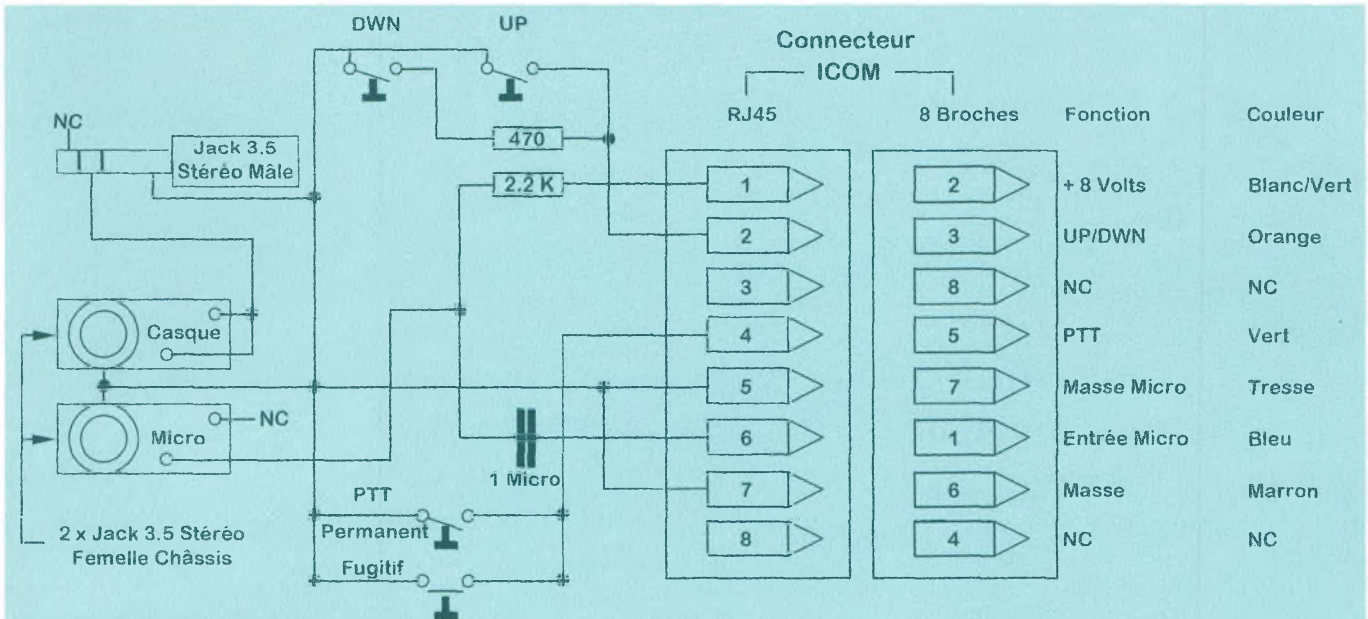 DWN
UP
Connecteur
ICOM
RJ45
8 Broches
Fonction
Couleur
NC
Jack 3.5
Stéréo Mâle
470
2.2 K
1
2
+ 8 Volts
Blanc/Vert
2
3
UP/DWN
Orange
3
8
NC
NC
Casque
4
5
PTT
Vert
5
7
Masse Micro
Tresse
NC
Micro
6
1
Entrée Micro
Bleu
1 Micro
7
6
Masse
Marron
PTT
Permanent
2 x Jack 3.5 Stéréo
Femelle Châssis
8
4
NC
NC
Fugitif